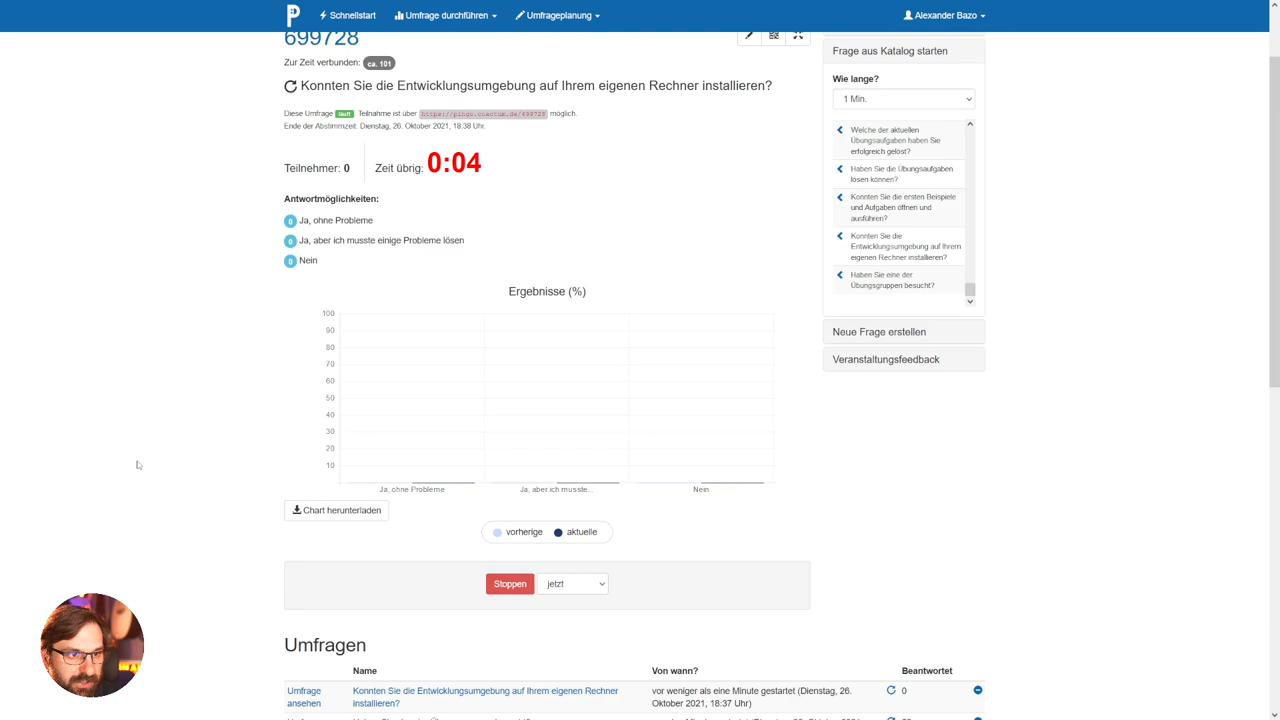 P Schnellstart Umfrage durchführen Umfrageplanung Alexander Bazo
699728
Zur Zeit verbunden: ca. 101
Konnten Sie die Entwicklungsumgebung auf Ihrem eigenen Rechner installieren?
Diese Umfrage läuft Teilnahme ist über https://pingo.coactum.de/699728 möglich.
Ende der Abstimmzeit: Dienstag, 26. Oktober 2021, 18:38 Uhr.
Teilnehmer: 0 Zeit übrig: 0:04
Antwortmöglichkeiten:
0 Ja, ohne Probleme
0 Ja, aber ich musste einige Probleme lösen
0 Nein
Ergebnisse (%)
100
90
80
70
60
50
40
30
20
10
Ja, ohne Probleme Ja, aber ich musste... Nein
Chart herunterladen
vorherige aktuelle
Stoppen jetzt
Umfragen
Name Von wann? Beantwortet
Umfrage Konnten Sie die Entwicklungsumgebung auf Ihrem eigenen Rechner vor weniger als eine Minute gestartet (Dienstag, 26. 0
ansehen installieren? Oktober 2021, 18:37 Uhr)
Frage aus Katalog starten
Wie lange?
1 Min.
Welche der aktuellen
Übungsaufgaben haben Sie
erfolgreich gelöst?
Haben Sie die Übungsaufgaben
lösen können?
Konnten Sie die ersten Beispiele
und Aufgaben öffnen und
ausführen?
Konnten Sie die
Entwicklungsumgebung auf Ihrem
eigenen Rechner installieren?
Haben Sie eine der
Übungsgruppen besucht?
Neue Frage erstellen
Veranstaltungsfeedback